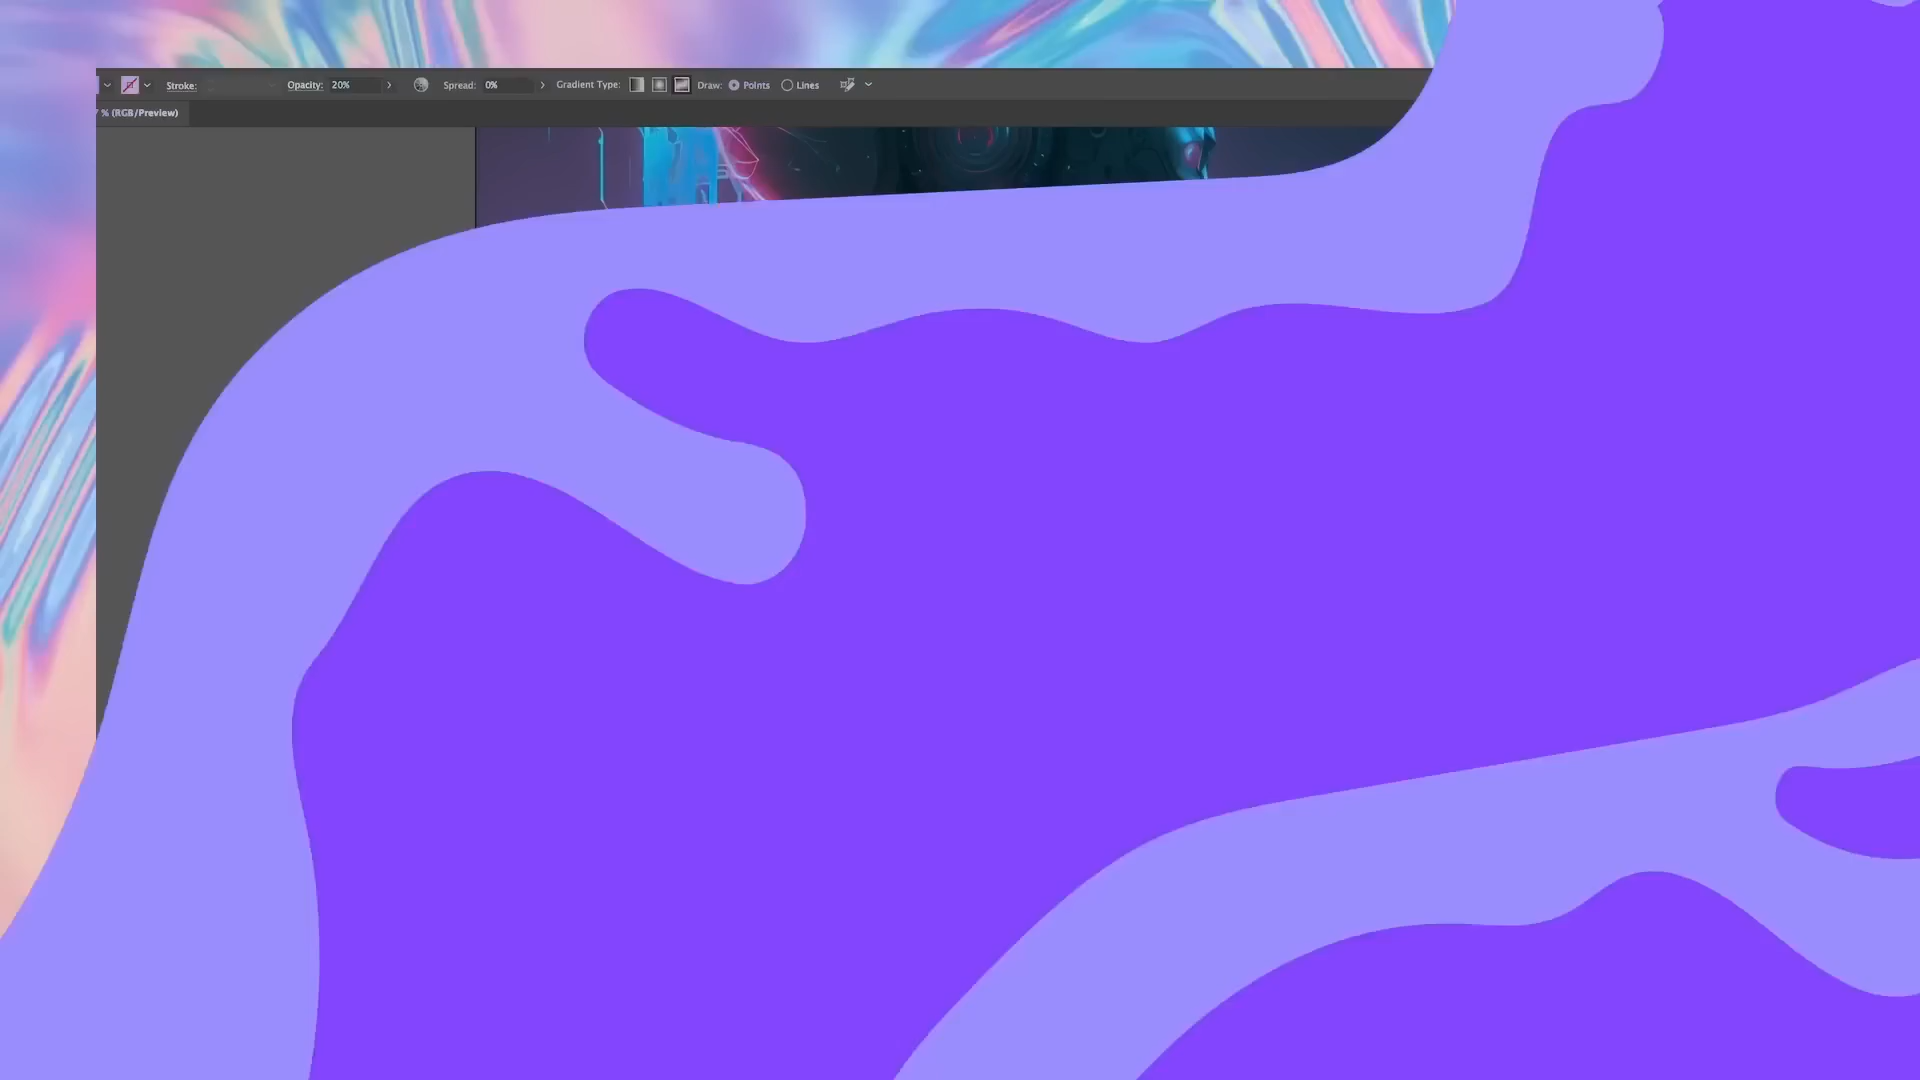 Stroke: Opacity: 20% Spread: 0% Gradient Type: Draw: Points Lines
% (RGB/Preview)